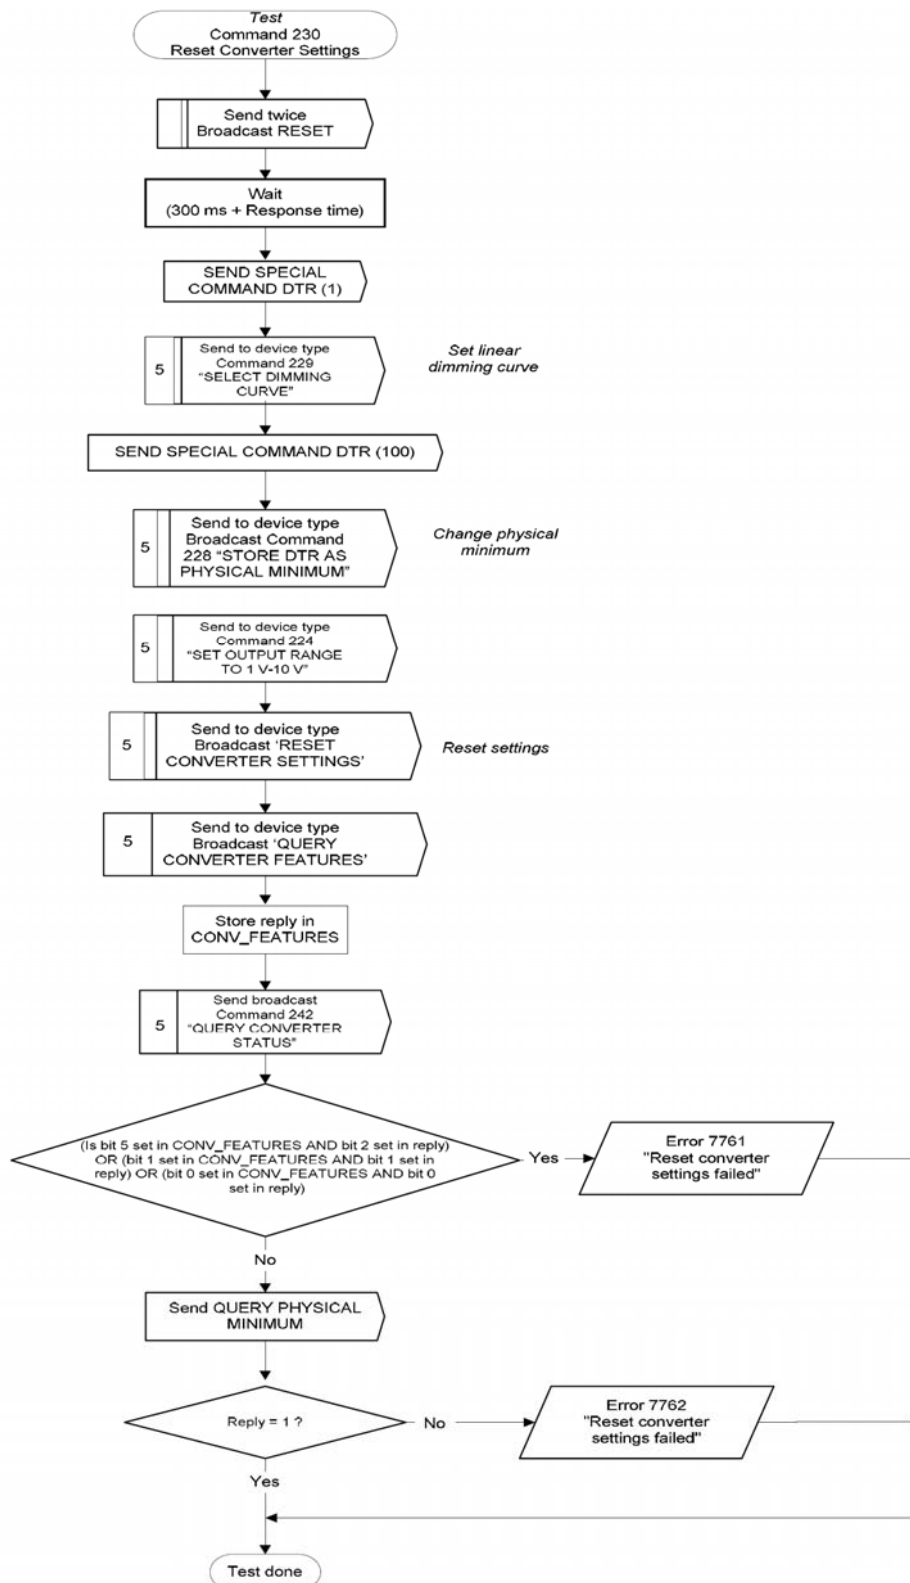 Test
Command 230
Reset Converter Settings
Send twice
Broadcast RESET
Wait
(300 ms + Response time)
SEND SPECIAL
COMMAND DTR (1)
5
Send to device type
Command 229
"SELECT DIMMING
CURVE"
Set linear
dimming curve
SEND SPECIAL COMMAND DTR (100)
5
Send to device type
Broadcast Command
228 "STORE DTR AS
PHYSICAL MINIMUM"
Change physical
minimum
5
Send to device type
Command 224
"SET OUTPUT RANGE
TO 1 V-10 V"
5
Send to device type
Broadcast 'RESET
CONVERTER SETTINGS'
Reset settings
5
Send to device type
Broadcast 'QUERY
CONVERTER FEATURES'
Store reply in
CONV_FEATURES
5
Send broadcast
Command 242
"QUERY CONVERTER
STATUS"
(Is bit 5 set in CONV_FEATURES AND bit 2 set in reply)
OR (bit 1 set in CONV_FEATURES AND bit 1 set in
reply) OR (bit 0 set in CONV_FEATURES AND bit 0
set in reply)
Yes
Error 7761
"Reset converter
settings failed"
No
Send QUERY PHYSICAL
MINIMUM
Reply = 1 ?
No
Error 7762
"Reset converter
settings failed"
Yes
Test done